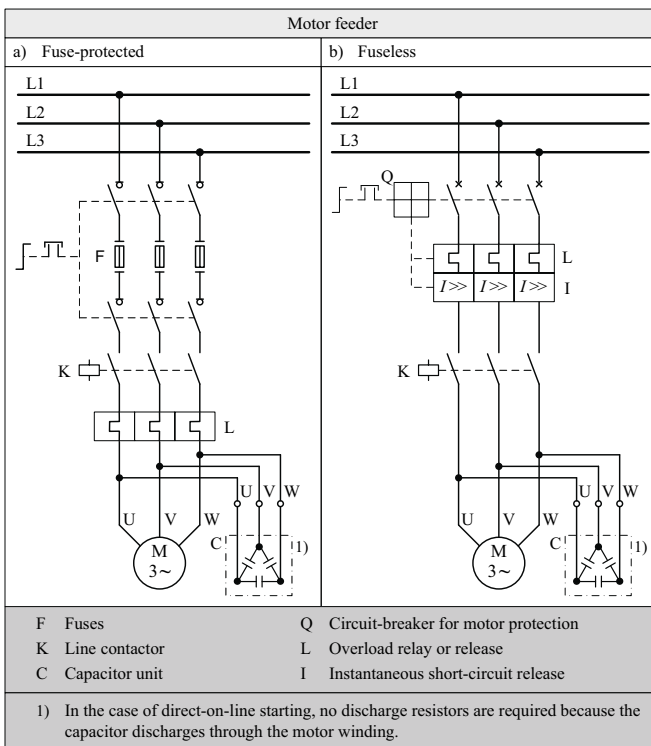 Motor feeder
a) Fuse-protected
b) Fuseless
L1
L2
L3
F
K
L
U V W
U V W
M
3~
C
1)
L1
L2
L3
Q
L
I>> I>> I>> I
K
U V W
U V W
M
3~
C
1)
F Fuses
Q Circuit-breaker for motor protection
K Line contactor
L Overload relay or release
C Capacitor unit
I Instantaneous short-circuit release
1) In the case of direct-on-line starting, no discharge resistors are required because the
capacitor discharges through the motor winding.